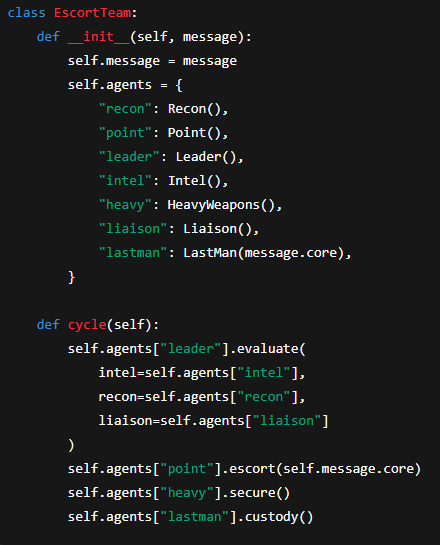 class EscortTeam:
    def __init__(self, message):
        self.message = message
        self.agents = {
            "recon": Recon(),
            "point": Point(),
            "leader": Leader(),
            "intel": Intel(),
            "heavy": HeavyWeapons(),
            "liaison": Liaison(),
            "lastman": LastMan(message.core),
        }

    def cycle(self):
        self.agents["leader"].evaluate(
            intel=self.agents["intel"],
            recon=self.agents["recon"],
            liaison=self.agents["liaison"]
        )
        self.agents["point"].escort(self.message.core)
        self.agents["heavy"].secure()
        self.agents["lastman"].custody()